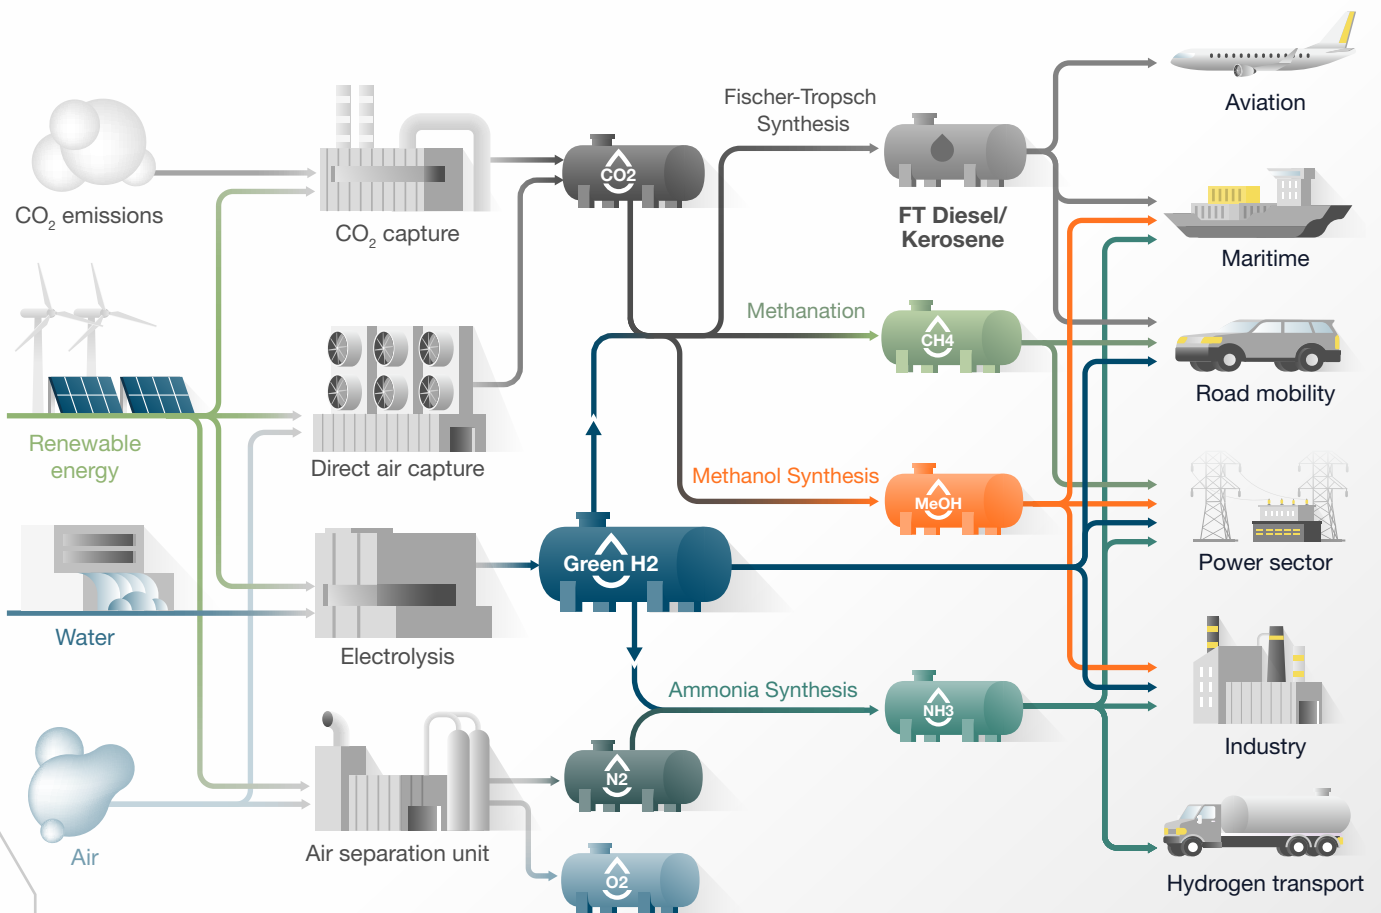 Aviation
Fischer-Tropsch
Synthesis
CO2
CO₂ emissions
CO₂ capture
FT Diesel/
Kerosene
Maritime
Methanation
CH4
Road mobility
Renewable
energy
Direct air capture
Methanol Synthesis
MeOH
Green H2
Power sector
Water
Electrolysis
Ammonia Synthesis
NH3
Industry
N2
Air
Air separation unit
O2
Hydrogen transport